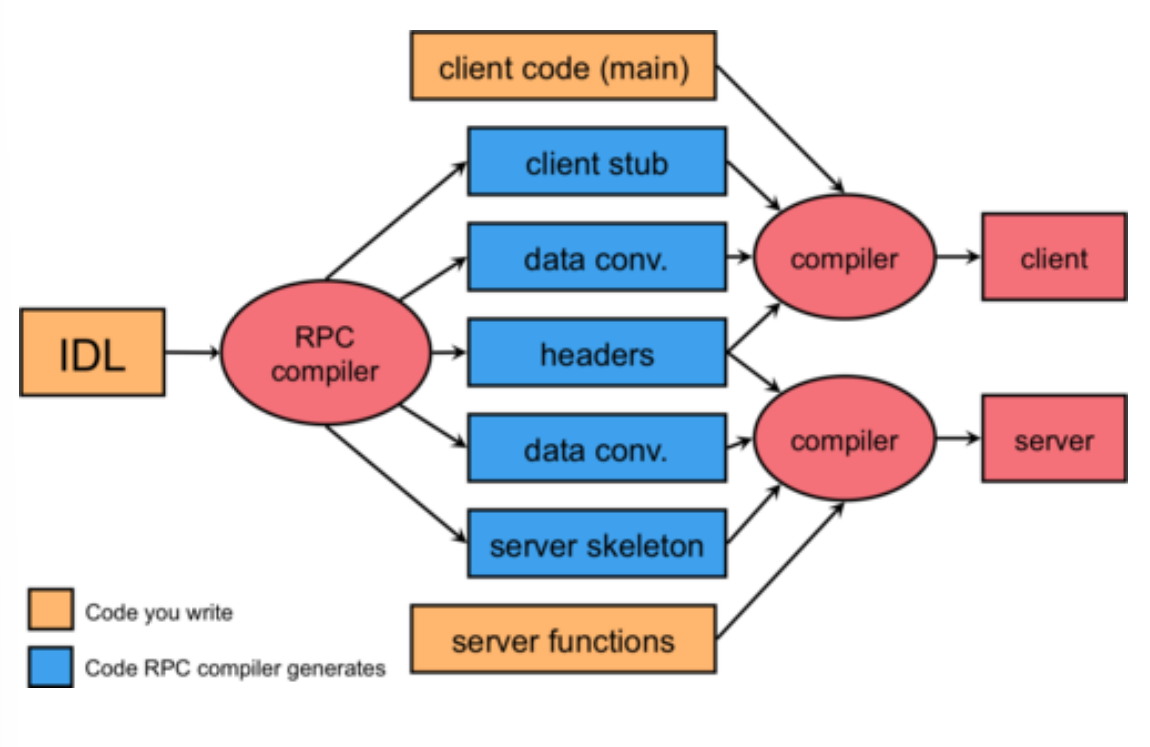 client code (main)
client stub
data conv.
compiler
client
IDL
RPC
compiler
headers
data conv.
compiler
server
server skeleton
server functions
Code you write
Code RPC compiler generates